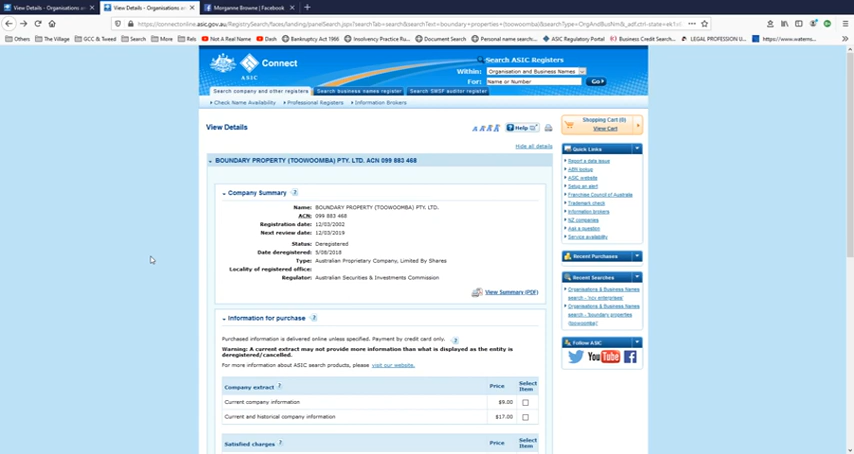 View Details - Organisations an
View Details - Organisations an
Morganne Browne | Facebook
https://connectonline.asic.gov.au/RegistrySearch/faces/landing/panelSearch.jspx?searchTab=search&searchText=boundary+properties+(toowoomba)&searchType=OrgAndBusNm&_adf.ctrl-state=
Others The Village GCC & Tweed Search More Rels Not A Real Name Dash Bankruptcy Act 1966 Insolvency Practice Ru... Document Search Personal name search... ASIC Regulatory Portal Business Credit Search... LEGAL PROFESSION U...
Connect
ASIC
Search ASIC Registers
Within: Organisation and Business Names
For: Name or Number Go
Search company and other registers Search business names register Search SMSF auditor register
Check Name Availability Professional Registers Information Brokers
View Details
A A A A Help
Hide all details
BOUNDARY PROPERTY (TOOWOOMBA) PTY. LTD. ACN 099 883 468
Company Summary ?
Name: BOUNDARY PROPERTY (TOOWOOMBA) PTY. LTD.
ACN: 099 883 468
Registration date: 12/03/2002
Next review date: 12/03/2019
Status: Deregistered
Date deregistered: 5/08/2018
Type: Australian Proprietary Company, Limited By Shares
Locality of registered office:
Regulator: Australian Securities & Investments Commission
View Summary (PDF)
Information for purchase ?
Purchased information is delivered online unless specified. Payment by credit card only. ?
Warning: A current extract may not provide more information than what is displayed as the entity is
deregistered/cancelled.
For more information about ASIC search products, please visit our website.
Company extract ? Price Select Item
Current company information $9.00
Current and historical company information $17.00
Satisfied charges ? Price Select Item
Shopping Cart (0)
View Cart
Quick Links
Report a data issue
ABN lookup
ASIC website
Setup an alert
Franchise Council of Australia
Trademark check
Information brokers
NZ companies
Ask a question
Service availability
Recent Purchases
Recent Searches
Organisations & Business Names
search -
Organisations & Business Names
search - 'boundary properties
(toowoomba)'
Follow ASIC
You Tube